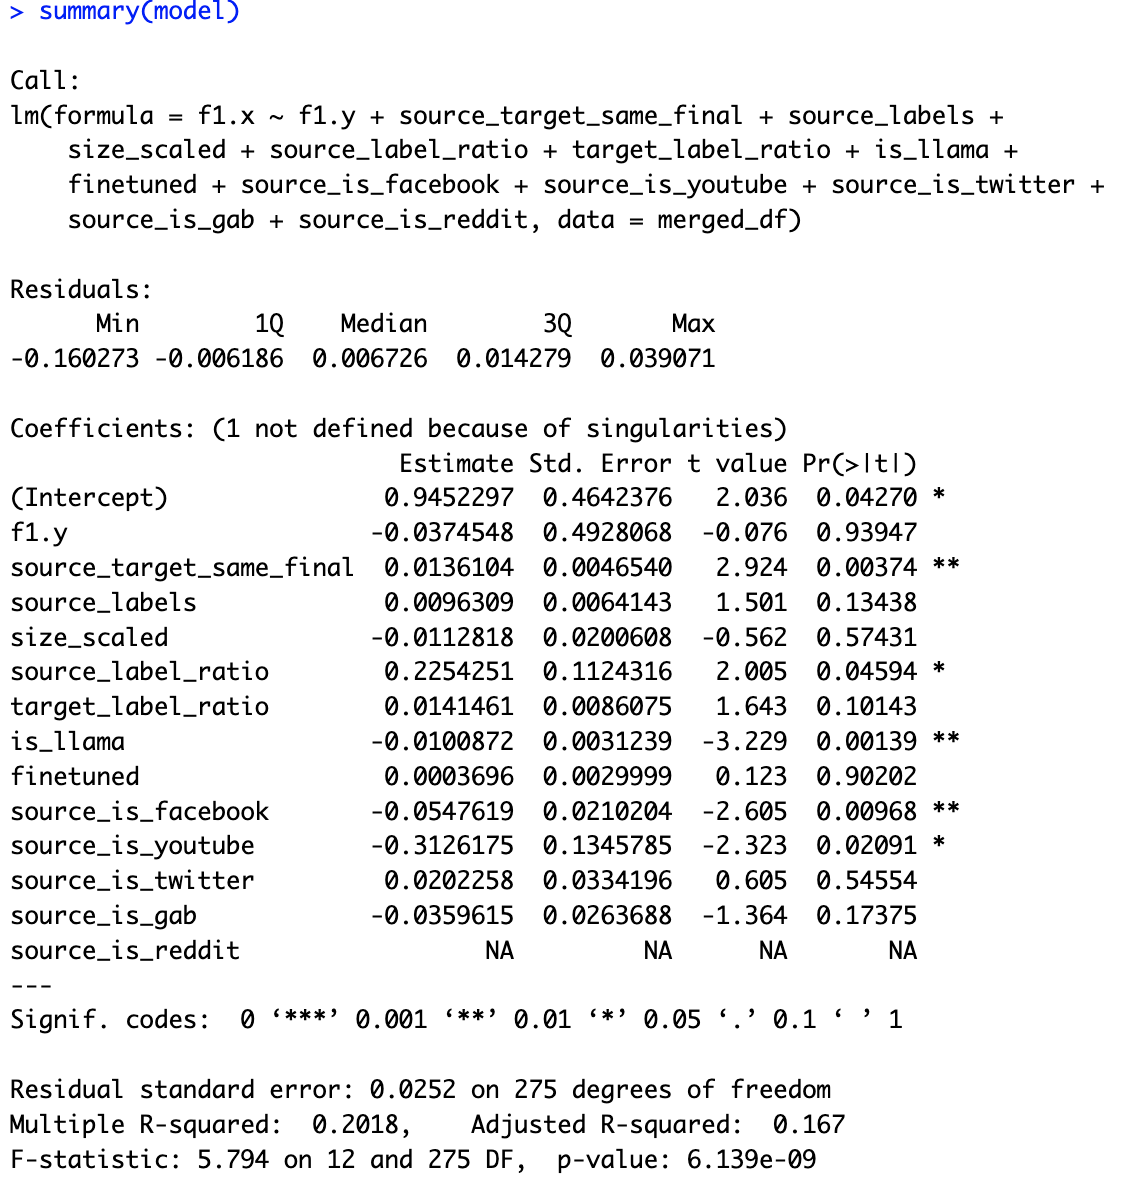 > summary(model)

Call:
lm(formula = f1.x ~ f1.y + source_target_same_final + source_labels +
    size_scaled + source_label_ratio + target_label_ratio + is_llama +
    finetuned + source_is_facebook + source_is_youtube + source_is_twitter +
    source_is_gab + source_is_reddit, data = merged_df)

Residuals:
      Min        1Q    Median        3Q       Max
-0.160273 -0.006186  0.006726  0.014279  0.039071

Coefficients: (1 not defined because of singularities)
                           Estimate Std. Error t value Pr(>|t|)
(Intercept)               0.9452297  0.4642376   2.036  0.04270 *
f1.y                     -0.0374548  0.4928068  -0.076  0.93947
source_target_same_final  0.0136104  0.0046540   2.924  0.00374 **
source_labels             0.0096309  0.0064143   1.501  0.13438
size_scaled              -0.0112818  0.0200608  -0.562  0.57431
source_label_ratio        0.2254251  0.1124316   2.005  0.04594 *
target_label_ratio        0.0141461  0.0086075   1.643  0.10143
is_llama                 -0.0100872  0.0031239  -3.229  0.00139 **
finetuned                 0.0003696  0.0029999   0.123  0.90202
source_is_facebook       -0.0547619  0.0210204  -2.605  0.00968 **
source_is_youtube        -0.3126175  0.1345785  -2.323  0.02091 *
source_is_twitter         0.0202258  0.0334196   0.605  0.54554
source_is_gab            -0.0359615  0.0263688  -1.364  0.17375
source_is_reddit                 NA         NA      NA       NA
---
Signif. codes:  0 ‘***’ 0.001 ‘**’ 0.01 ‘*’ 0.05 ‘.’ 0.1 ‘ ’ 1

Residual standard error: 0.0252 on 275 degrees of freedom
Multiple R-squared:  0.2018,    Adjusted R-squared:  0.167
F-statistic: 5.794 on 12 and 275 DF,  p-value: 6.139e-09